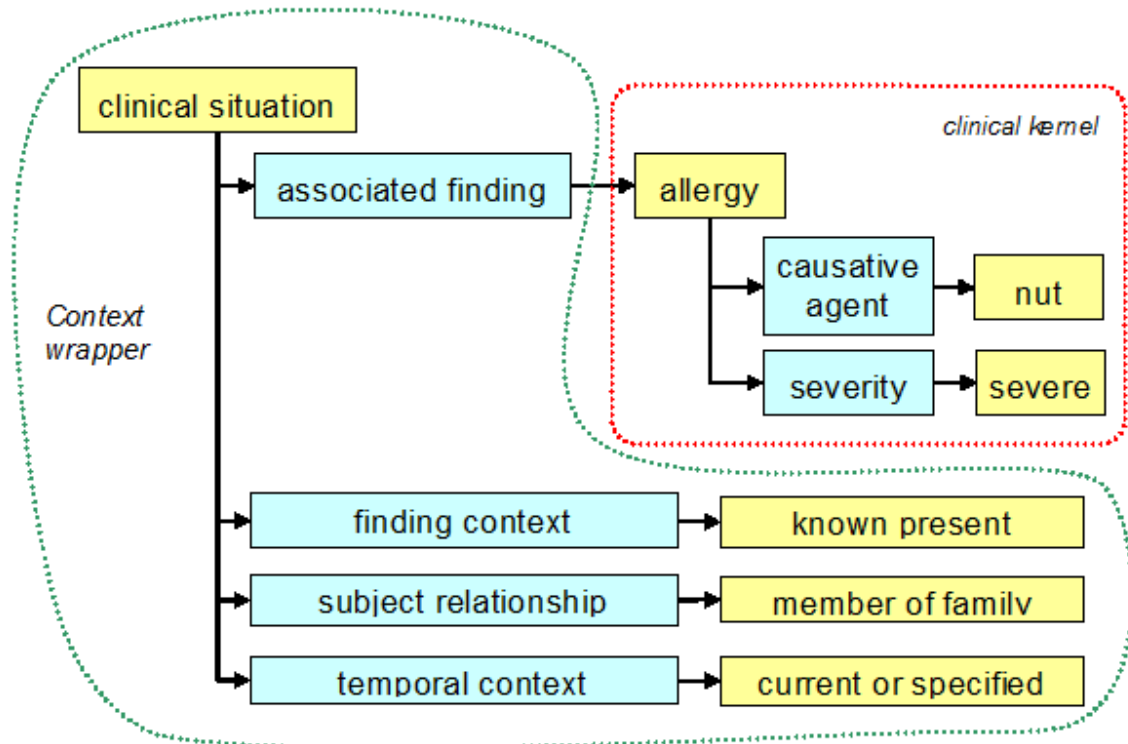 clinical situation
clinical kernel
associated finding
allergy
causative
agent
nut
Context
wrapper
severity
severe
finding context
known present
subject relationship
member of family
temporal context
current or specified